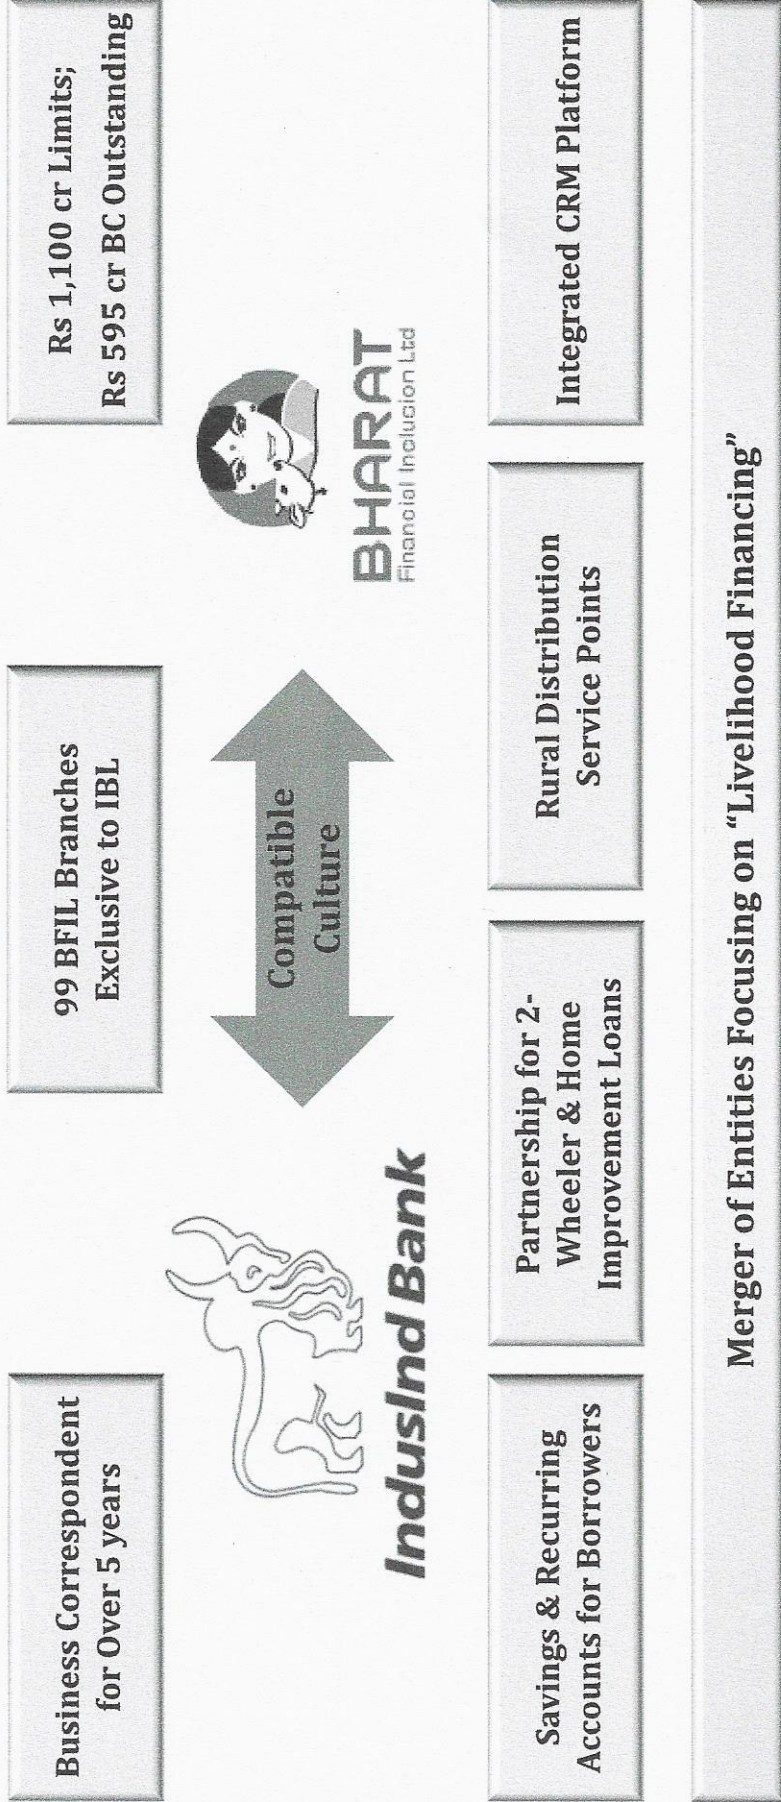 Business Correspondent
for Over 5 years
99 BFIL Branches
Exclusive to IBL
Rs 1,100 cr Limits;
Rs 595 cr BC Outstanding
IndusInd Bank
Compatible
Culture
BHARAT
Financial Inclusion Ltd
Savings & Recurring
Accounts for Borrowers
Partnership for 2-
Wheeler & Home
Improvement Loans
Rural Distribution
Service Points
Integrated CRM Platform
Merger of Entities Focusing on “Livelihood Financing”